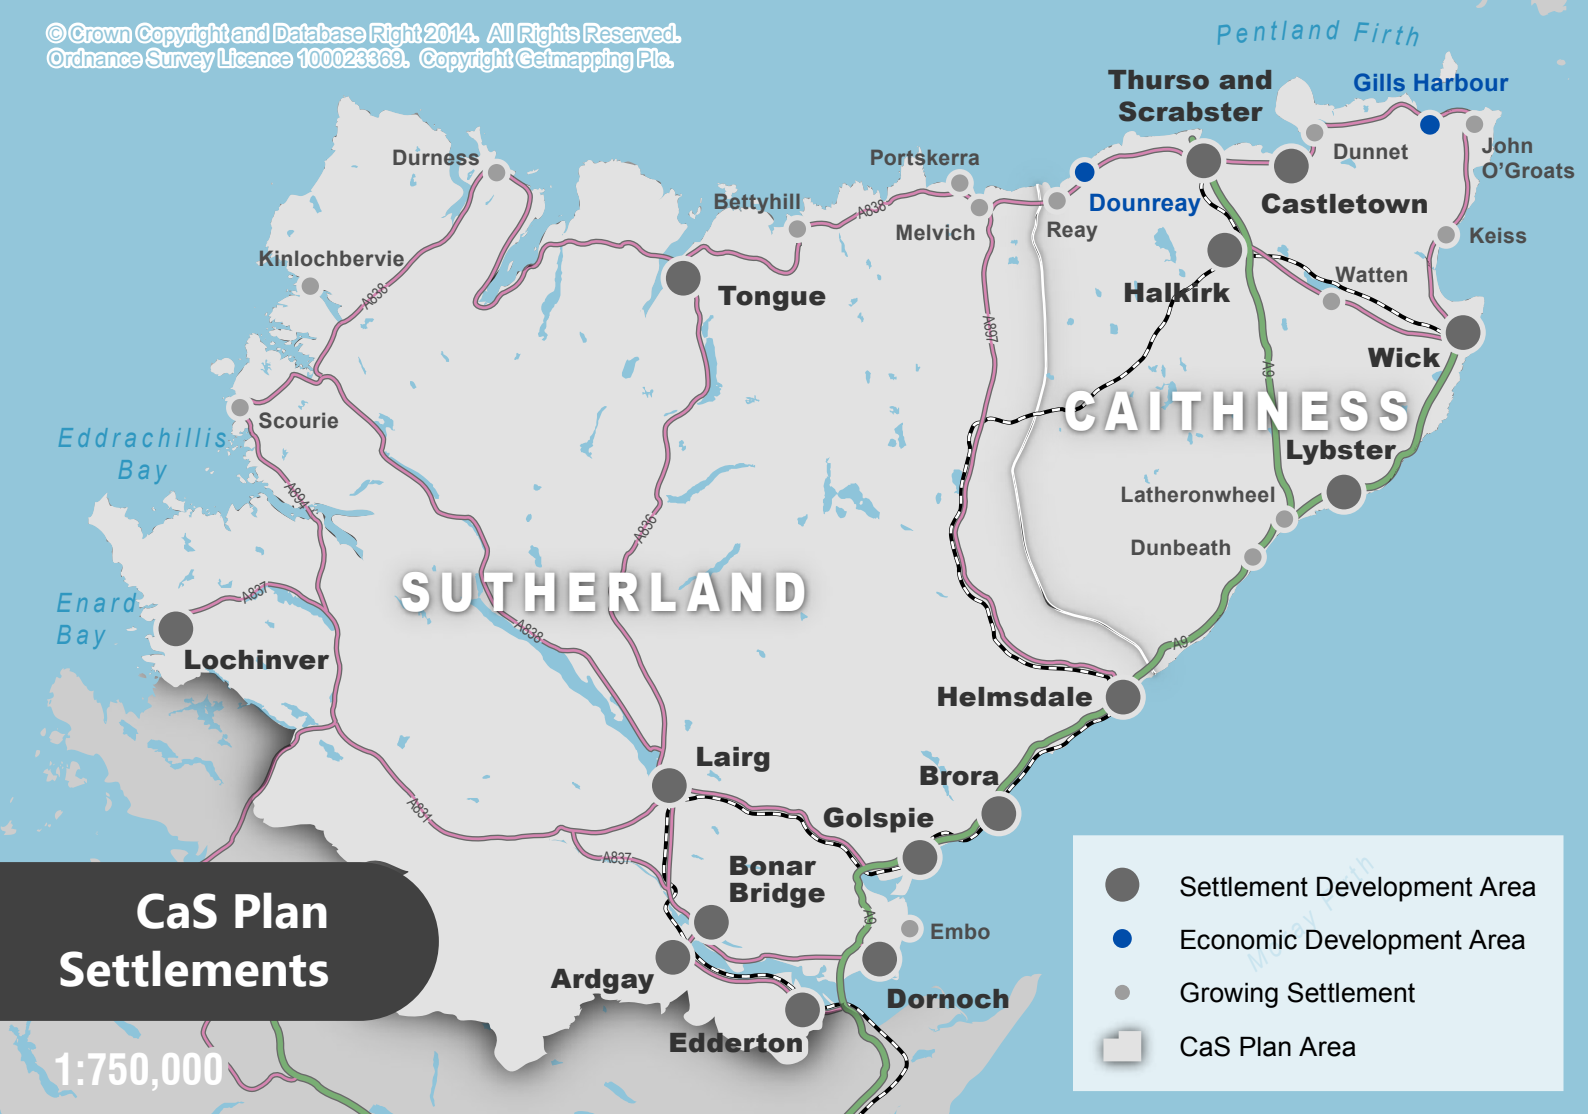 © Crown Copyright and Database Right 2014. All Rights Reserved.
Ordnance Survey Licence 100023369. Copyright Getmapping Plc.
Pentland Firth
Thurso and
Scrabster
Gills Harbour
Durness
Portskerra
Dunnet
John
O'Groats
Bettyhill
A838
Melvich
Reay
Dounreay
Castletown
Keiss
Kinlochbervie
A838
Tongue
Halkirk
Watten
A897
Wick
A9
CAITHNESS
Scourie
Eddrachillis
Bay
Lybster
A894
Latheronwheel
A836
Dunbeath
SUTHERLAND
A837
Enard
Bay
A838
A9
Lochinver
Helmsdale
Lairg
Brora
A831
Golspie
A837
Bonar
Bridge
A9
Embo
Ardgay
Dornoch
Edderton
CaS Plan
Settlements
1:750,000
Moray Firth
Settlement Development Area
Economic Development Area
Growing Settlement
CaS Plan Area